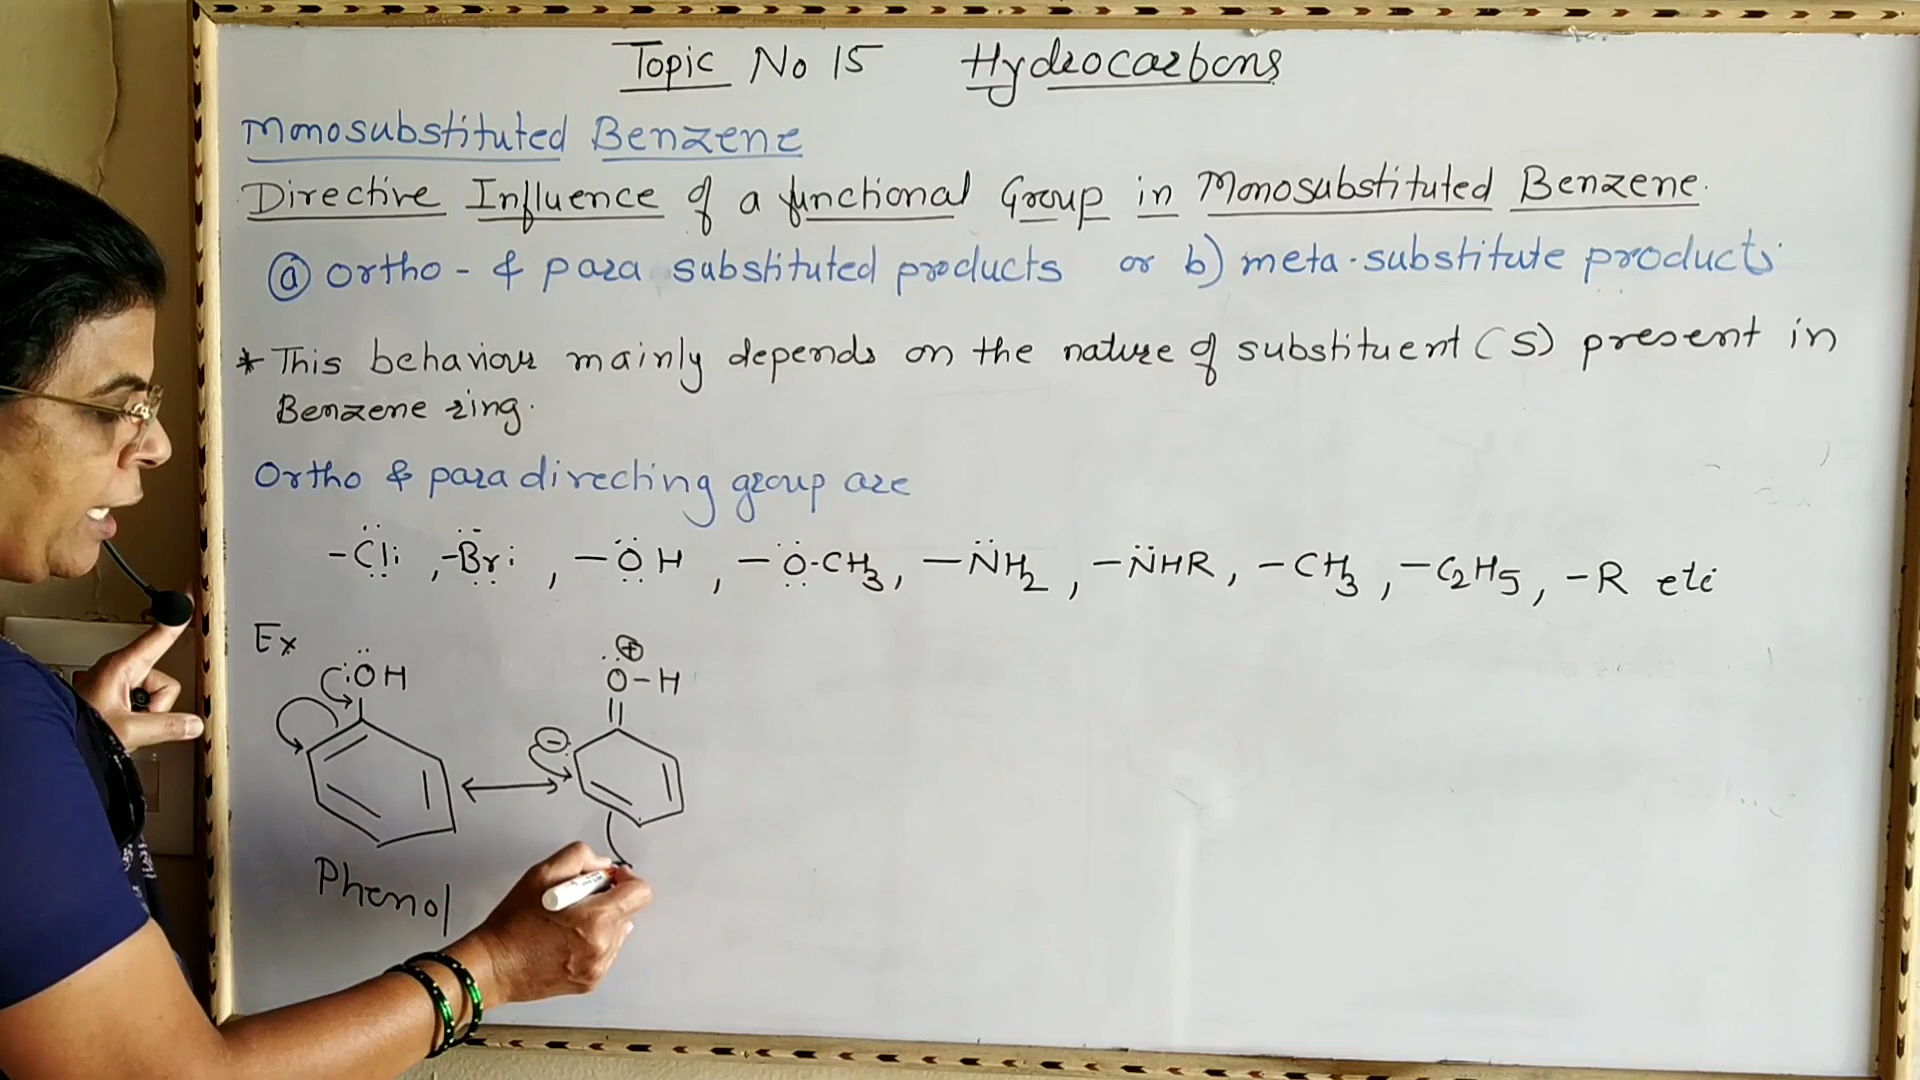 Topic No 15 Hydrocarbons
Monosubstituted Benzene
Directive Influence of a functional Group in Monosubstituted Benzene.
ⓐ ortho- & para substituted products or b) meta-substitute products
* This behaviour mainly depends on the nature of substituent (s) present in
Benzene ring.
Ortho & para directing group are
-Cl: , -Br: , -OH , -O-CH3, -NH2, -NHR, -CH3, -C2H5, -R etc
Ex
:OH
⊕
O-H
⊖
Phenol